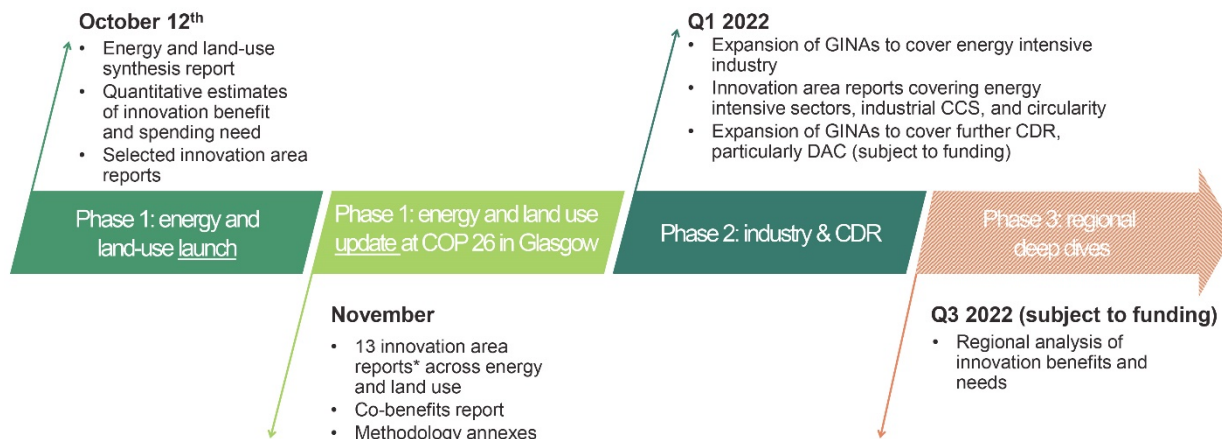 October 12th
• Energy and land-use
synthesis report
• Quantitative estimates
of innovation benefit
and spending need
• Selected innovation area
reports
Phase 1: energy and
land-use launch
Phase 1: energy and land use
update at COP 26 in Glasgow
November
• 13 innovation area
reports* across energy
and land use
• Co-benefits report
• Methodology annexes
Q1 2022
• Expansion of GINAs to cover energy intensive
industry
• Innovation area reports covering energy
intensive sectors, industrial CCS, and circularity
• Expansion of GINAs to cover further CDR,
particularly DAC (subject to funding)
Phase 2: industry & CDR
Phase 3: regional
deep dives
Q3 2022 (subject to funding)
• Regional analysis of
innovation benefits and
needs